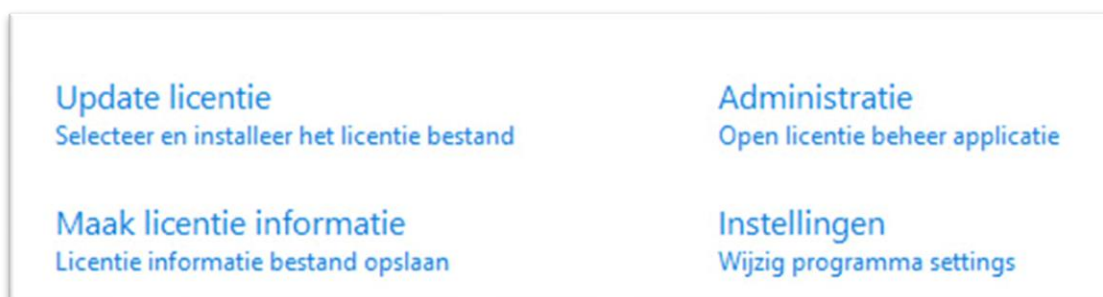 Update licentie
Selecteer en installeer het licentie bestand
Administratie
Open licentie beheer applicatie
Maak licentie informatie
Licentie informatie bestand opslaan
Instellingen
Wijzig programma settings